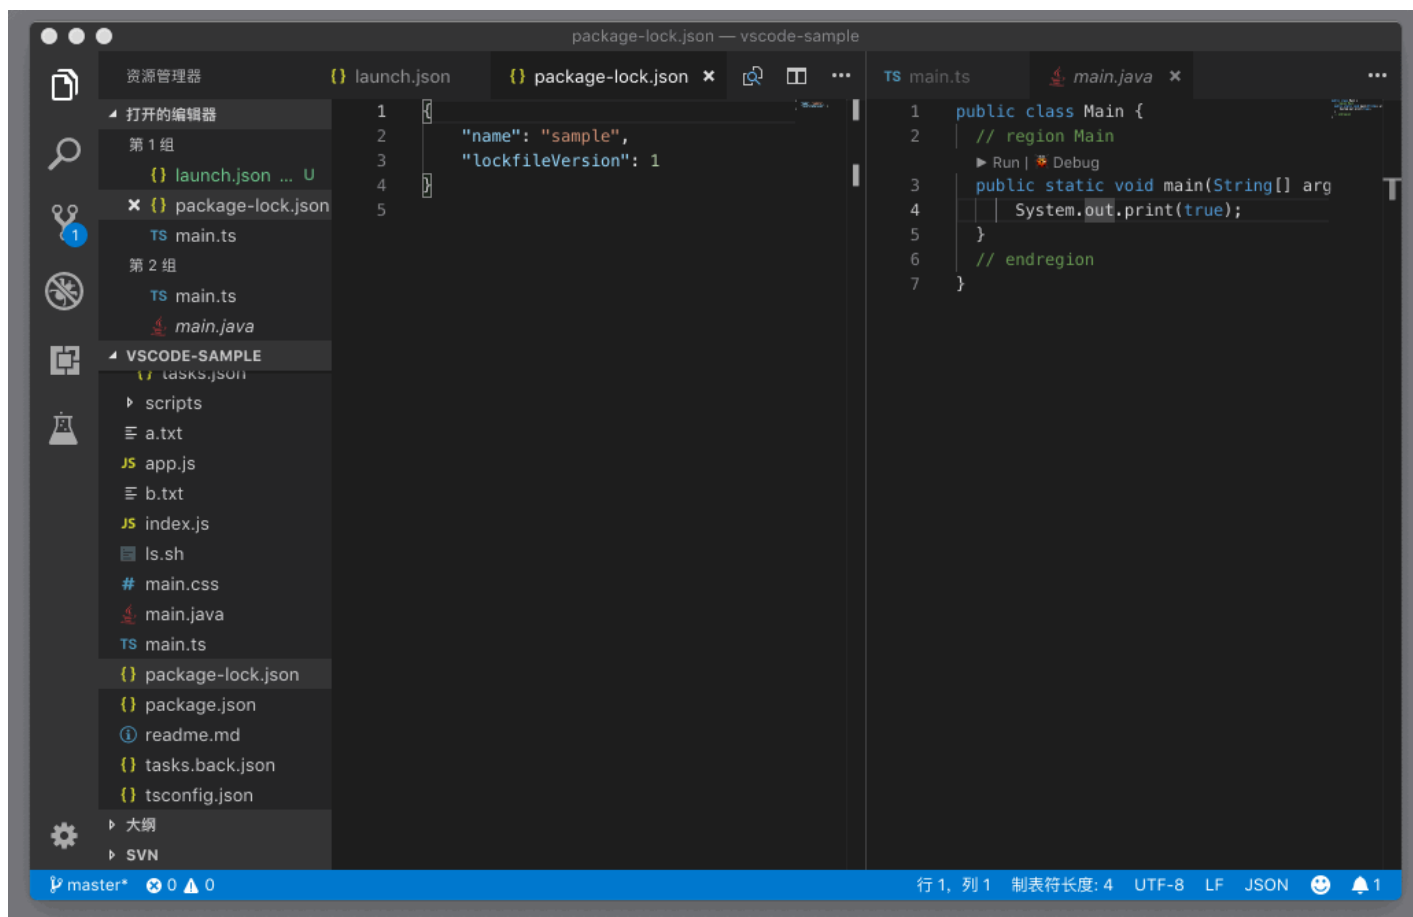 package-lock.json — vscode-sample
资源管理器
打开的编辑器
第 1 组
{} launch.json ... U
{} package-lock.json
TS main.ts
第 2 组
TS main.ts
main.java
VSCODE-SAMPLE
{} tasks.json
scripts
a.txt
JS app.js
b.txt
JS index.js
ls.sh
# main.css
main.java
TS main.ts
{} package-lock.json
{} package.json
readme.md
{} tasks.back.json
{} tsconfig.json
大纲
SVN
1
{} launch.json
{} package-lock.json
1 {
2 "name": "sample",
3 "lockfileVersion": 1
4 }
5
TS main.ts
main.java
1 public class Main {
2 // region Main
Run | Debug
3 public static void main(String[] arg
4 System.out.print(true);
5 }
6 // endregion
7 }
T
master* 0 0
行 1，列 1 制表符长度: 4 UTF-8 LF JSON 1